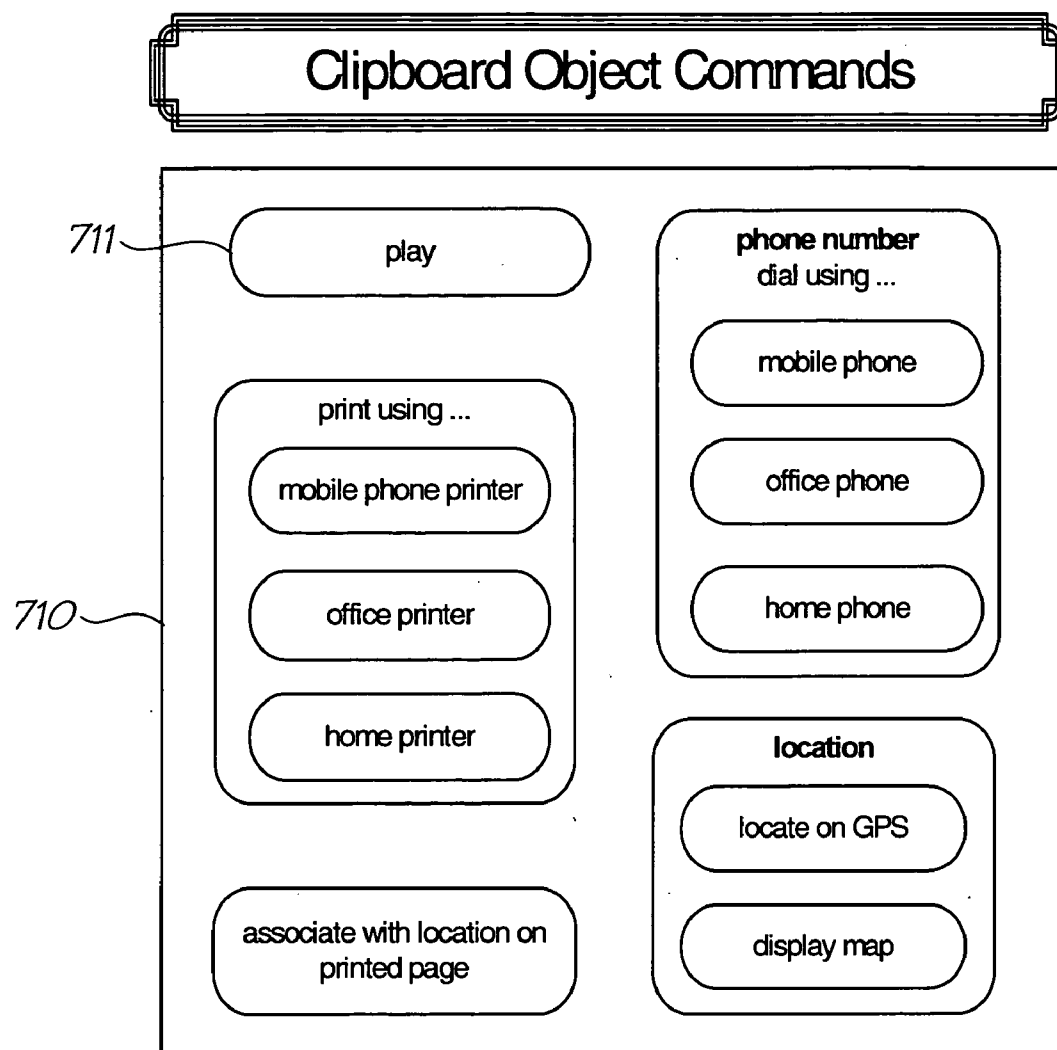 Clipboard Object Commands
711
play
print using ...
mobile phone printer
office printer
home printer
710
associate with location on
printed page
phone number
dial using ...
mobile phone
office phone
home phone
location
locate on GPS
display map